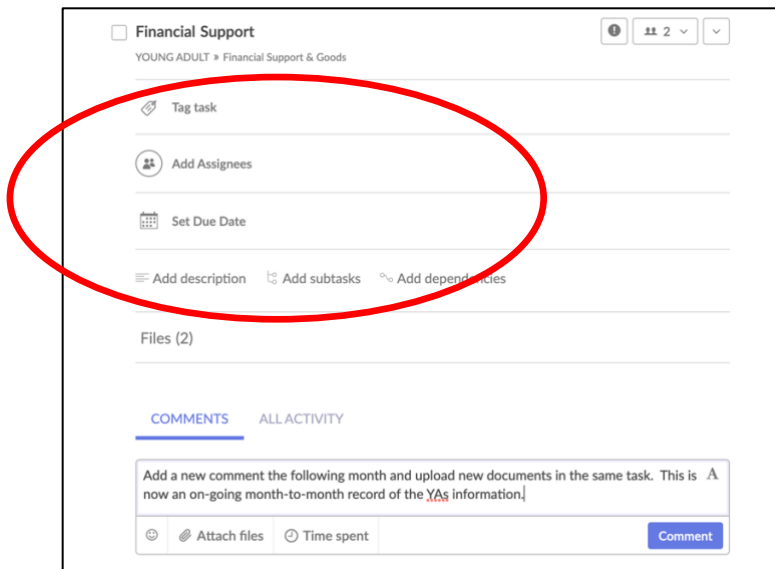 Financial Support
2
YOUNG ADULT » Financial Support & Goods
Tag task
Add Assignees
Set Due Date
Add description Add subtasks Add dependencies
Files (2)
COMMENTS ALL ACTIVITY
Add a new comment the following month and upload new documents in the same task. This is A
now an on-going month-to-month record of the YAs information.
Attach files Time spent Comment